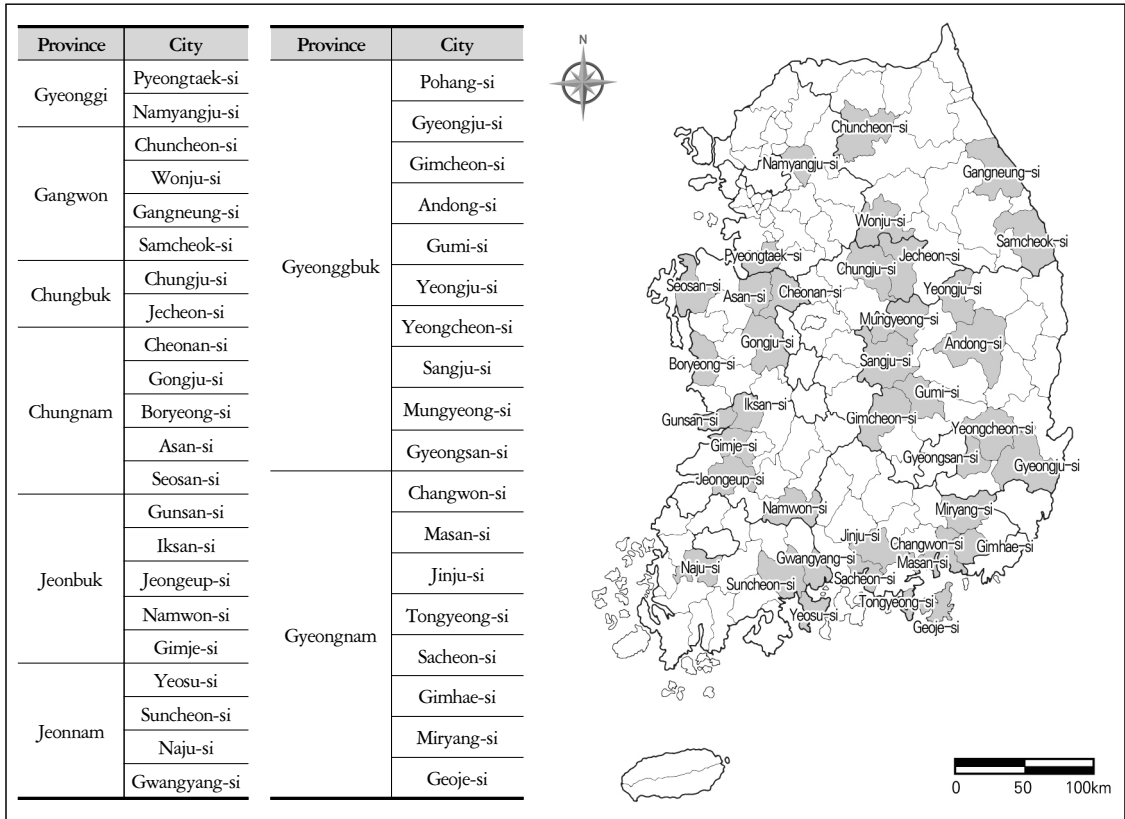 Province City
Gyeonggi
Pyeongtaek-si
Namyangju-si
Gangwon
Chuncheon-si
Wonju-si
Gangneung-si
Samcheok-si
Chungbuk
Chungju-si
Jecheon-si
Chungnam
Cheonan-si
Gongju-si
Boryeong-si
Asan-si
Seosan-si
Jeonbuk
Gunsan-si
Iksan-si
Jeongeup-si
Namwon-si
Gimje-si
Jeonnam
Yeosu-si
Suncheon-si
Naju-si
Gwangyang-si
Province City
Gyeonggbuk
Pohang-si
Gyeongju-si
Gimcheon-si
Andong-si
Gumi-si
Yeongju-si
Yeongcheon-si
Sangju-si
Mungyeong-si
Gyeongsan-si
Gyeongnam
Changwon-si
Masan-si
Jinju-si
Tongyeong-si
Sacheon-si
Gimhae-si
Miryang-si
Geoje-si
N
Chuncheon-si
Namyangju-si
Gangneung-si
Wonju-si
Samcheok-si
Pyeongtaek-si
Jecheon-si
Chungju-si
Seosan-si
Asan-si
Cheonan-si
Yeongju-si
Mungyeong-si
Gongju-si
Andong-si
Boryeong-si
Sangju-si
Gumi-si
Iksan-si
Gunsan-si
Gimcheon-si
Yeongcheon-si
Gimje-si
Gyeongsan-si
Gyeongju-si
Jeongeup-si
Namwon-si
Miryang-si
Jinju-si
Changwon-si
Gimhae-si
Naju-si
Gwangyang-si
Masan-si
Suncheon-si
Sacheon-si
Tongyeong-si
Yeosu-si
Geoje-si
0 50 100km